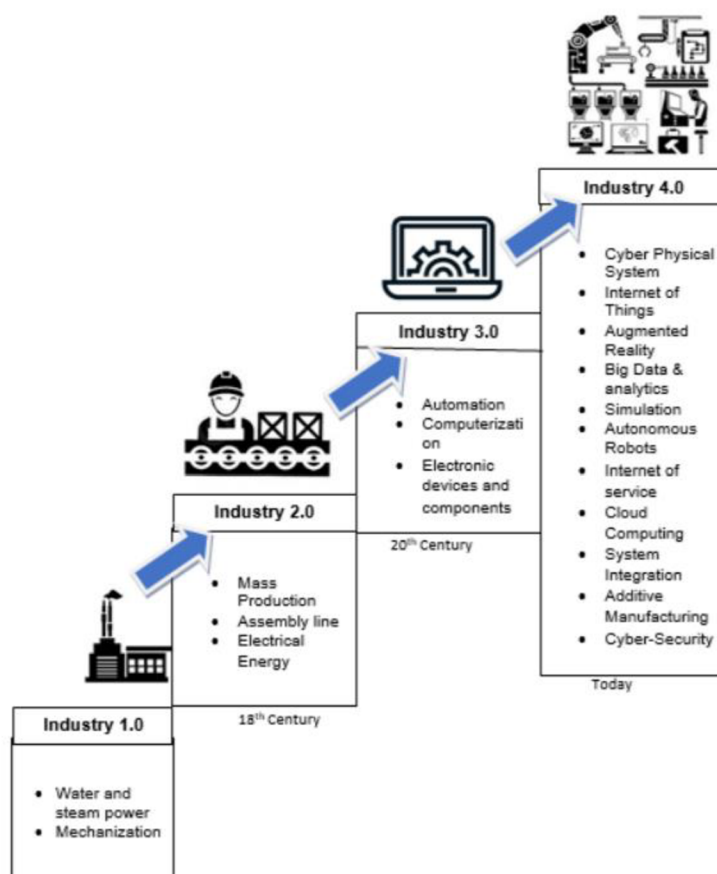 Industry 4.0
• Cyber Physical
System
• Internet of
Things
• Augmented
Reality
• Big Data &
analytics
• Simulation
• Autonomous
Robots
• Internet of
service
• Cloud
Computing
• System
Integration
• Additive
Manufacturing
• Cyber-Security
Today
Industry 3.0
• Automation
• Computerizati
on
• Electronic
devices and
components
20th Century
Industry 2.0
• Mass
Production
• Assembly line
• Electrical
Energy
18th Century
Industry 1.0
• Water and
steam power
• Mechanization